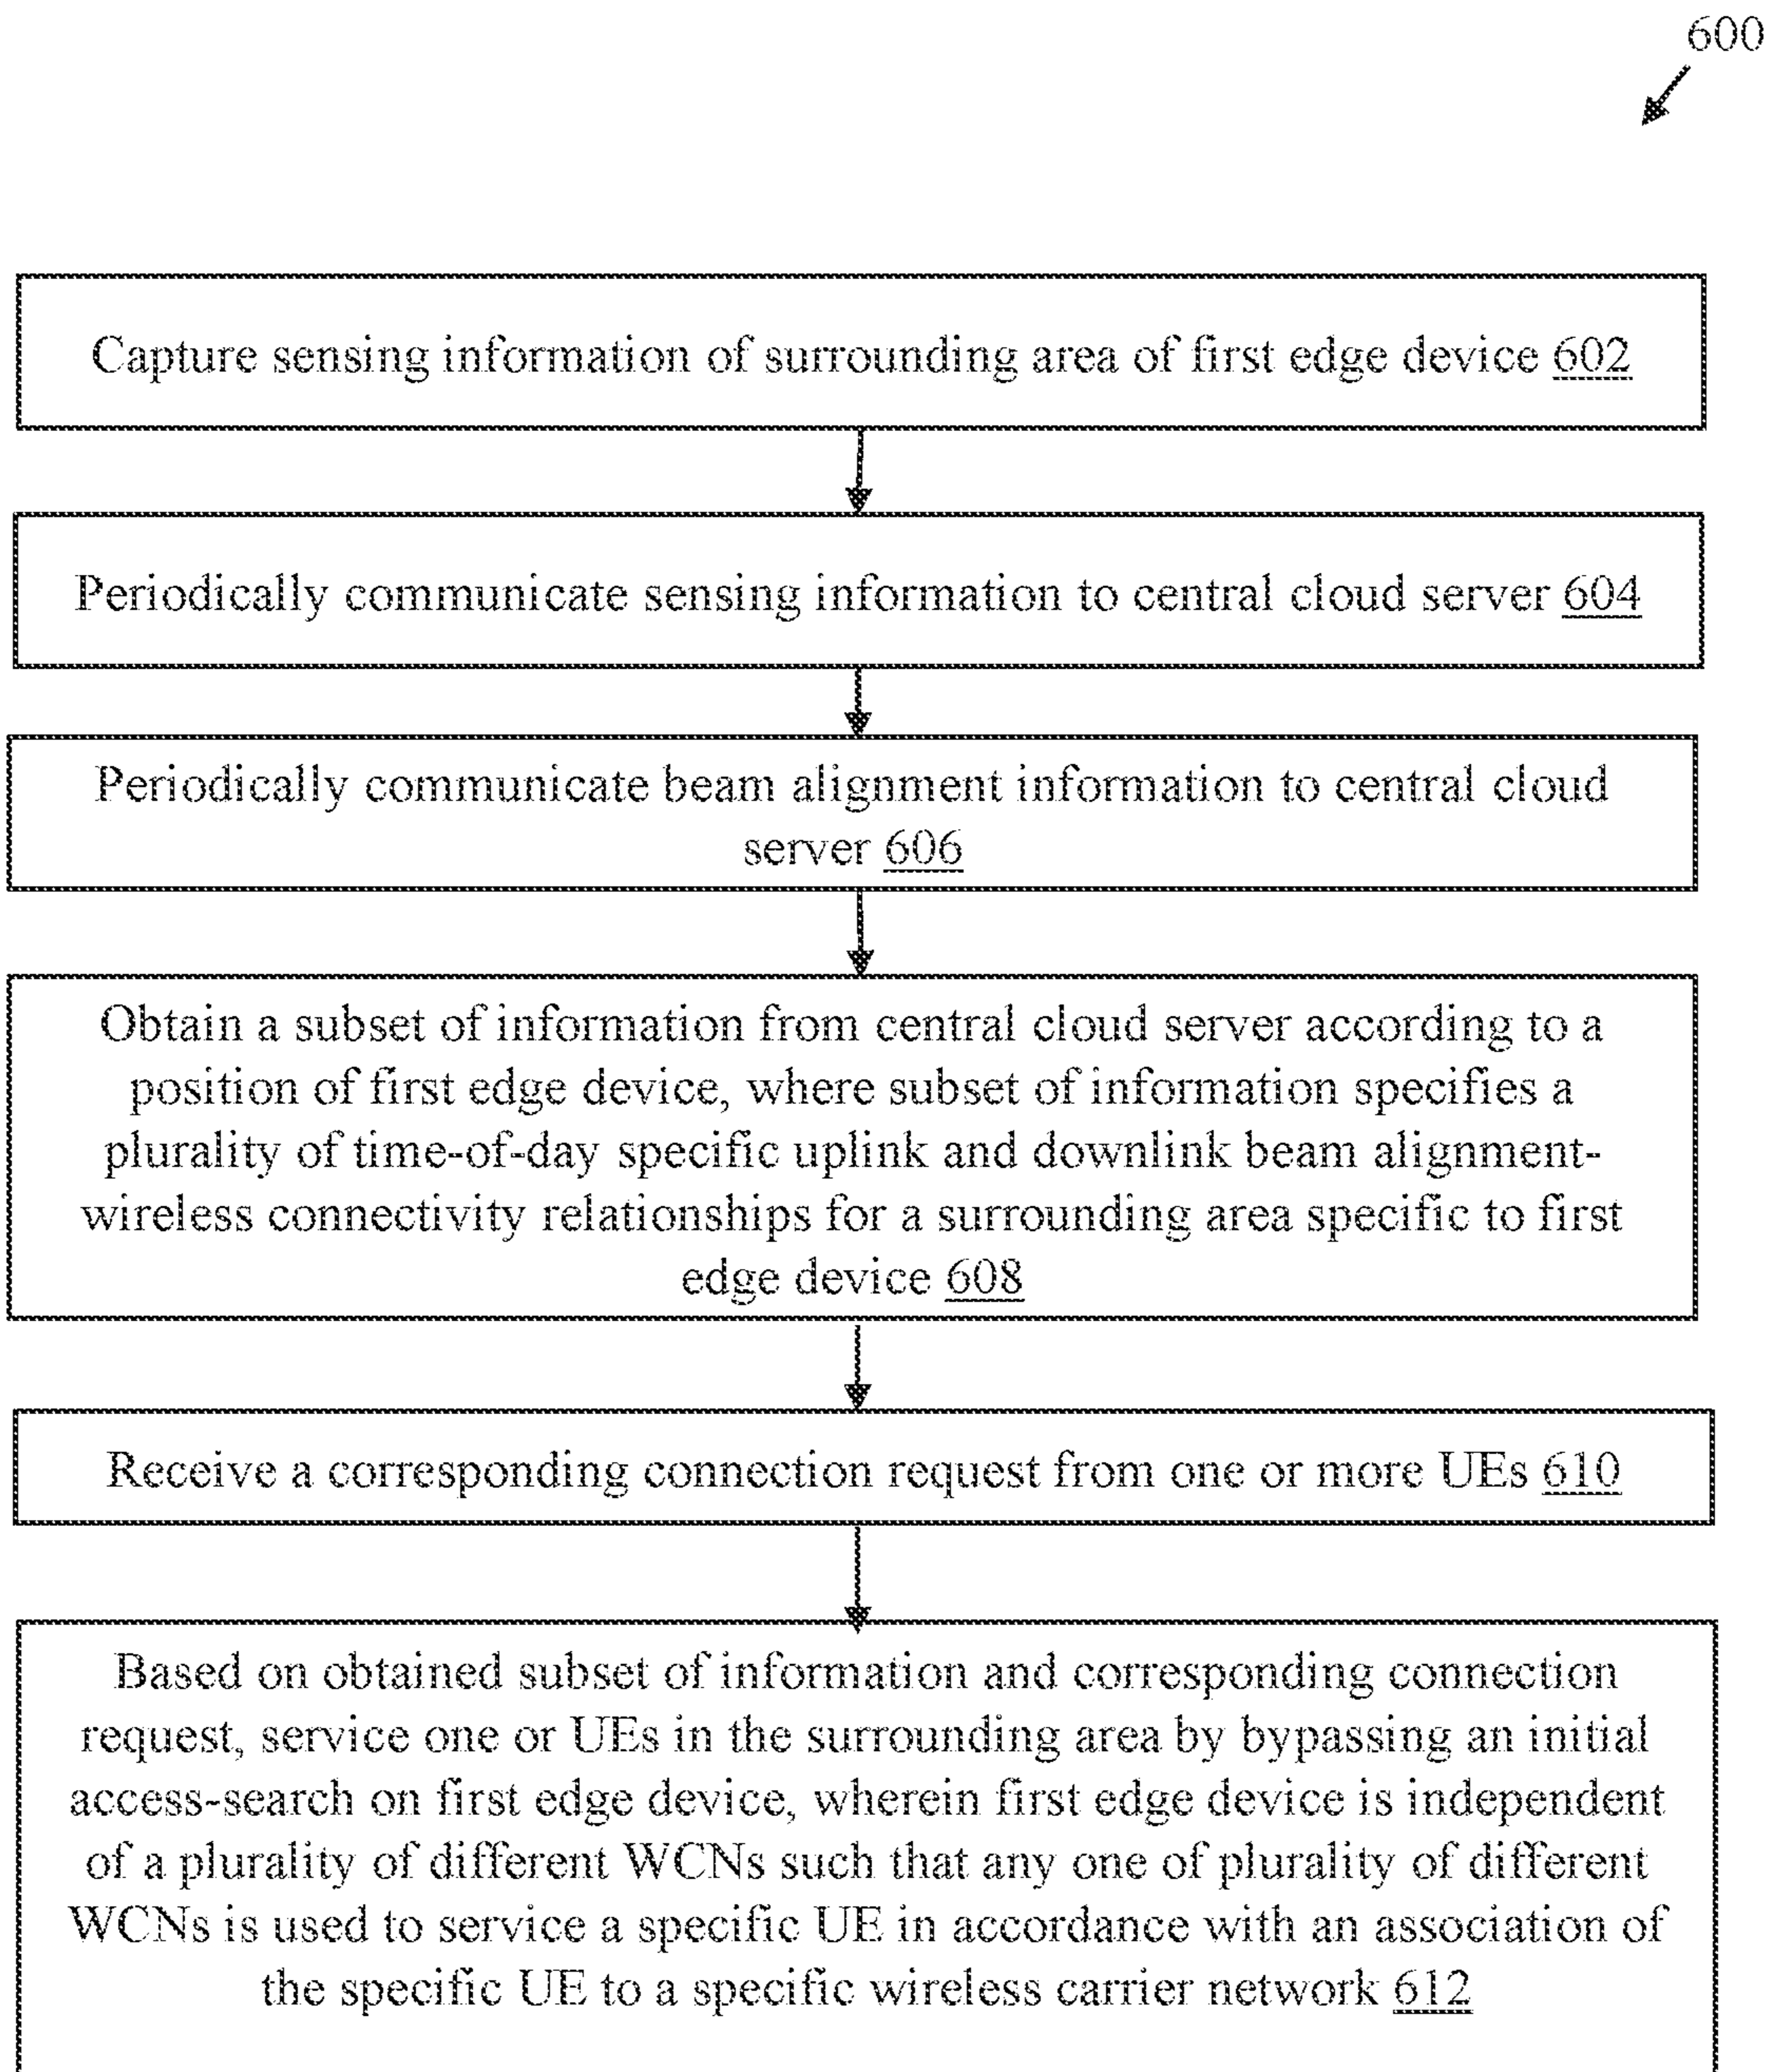 600
Capture sensing information of surrounding area of first edge device 602
Periodically communicate sensing information to central cloud server 604
Periodically communicate beam alignment information to central cloud
server 606
Obtain a subset of information from central cloud server according to a
position of first edge device, where subset of information specifies a
plurality of time-of-day specific uplink and downlink beam alignment-
wireless connectivity relationships for a surrounding area specific to first
edge device 608
Receive a corresponding connection request from one or more UEs 610
Based on obtained subset of information and corresponding connection
request, service one or UEs in the surrounding area by bypassing an initial
access-search on first edge device, wherein first edge device is independent
of a plurality of different WCNs such that any one of plurality of different
WCNs is used to service a specific UE in accordance with an association of
the specific UE to a specific wireless carrier network 612